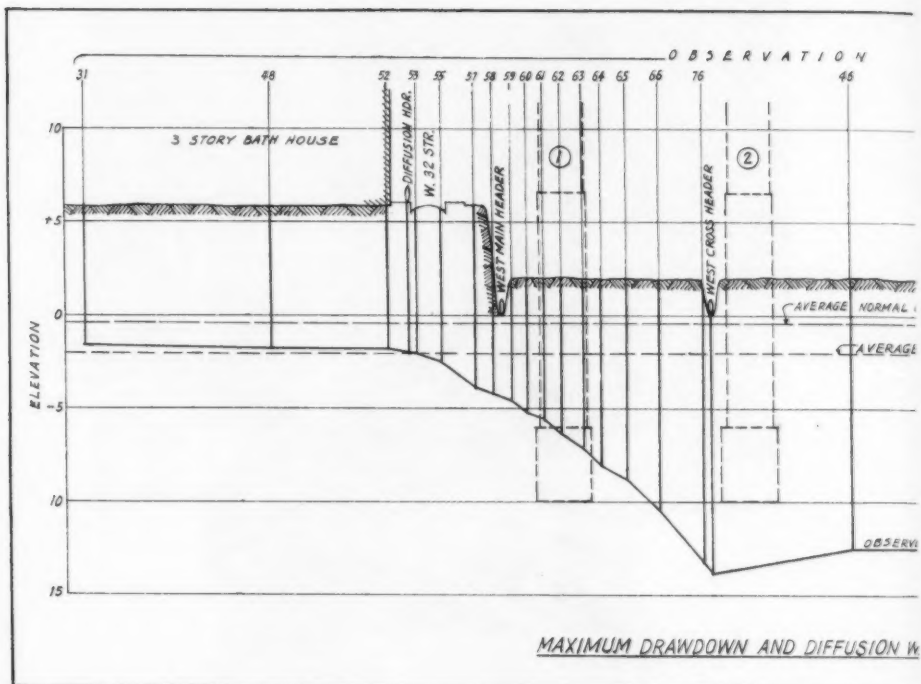 OBSERVATION
31 48 52 53 55 57 58 59 60 61 62 63 64 65 66 76 46
10
3 STORY BATH HOUSE
DIFFUSION HDR.
W. 32 STR.
WEST MAIN HEADER
1
WEST CROSS HEADER
2
+5
0
AVERAGE NORMAL
AVERAGE
ELEVATION
-5
10
OBSERV
15
MAXIMUM DRAWDOWN AND DIFFUSION W